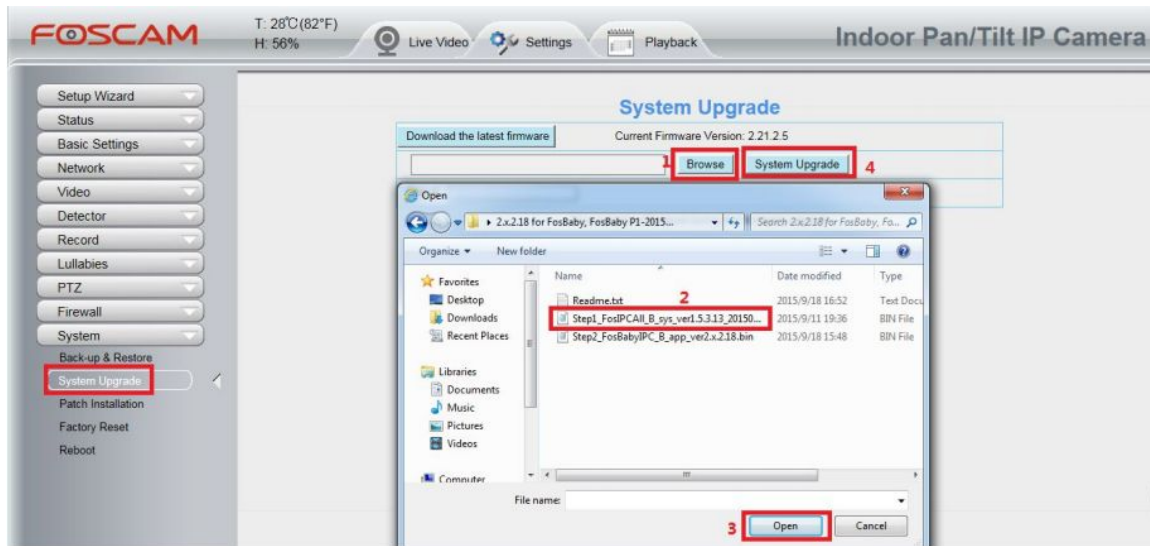 FOSCAM
T: 28℃(82°F)
H: 56%
Live Video
Settings
Playback
Indoor Pan/Tilt IP Camera
Setup Wizard
Status
Basic Settings
Network
Video
Detector
Record
Lullabies
PTZ
Firewall
System
Back-up & Restore
System Upgrade
Patch Installation
Factory Reset
Reboot
System Upgrade
Download the latest firmware
Current Firmware Version: 2.21.2.5
1 Browse System Upgrade 4
Open
2.x.2.18 for FosBaby, FosBaby P1-2015...
Search 2.x.2.18 for FosBaby, Fo...
Organize New folder
Favorites
Desktop
Downloads
Recent Places
Libraries
Documents
Music
Pictures
Videos
Computer
Name Date modified Type
Readme.txt 2015/9/18 16:52 Text Docu
2
Step1_FosIPCAll_B_sys_ver1.5.3.13_20150... 2015/9/11 19:36 BIN File
Step2_FosBabyIPC_B_app_ver2.x.2.18.bin 2015/9/18 15:48 BIN File
File name:
3 Open Cancel